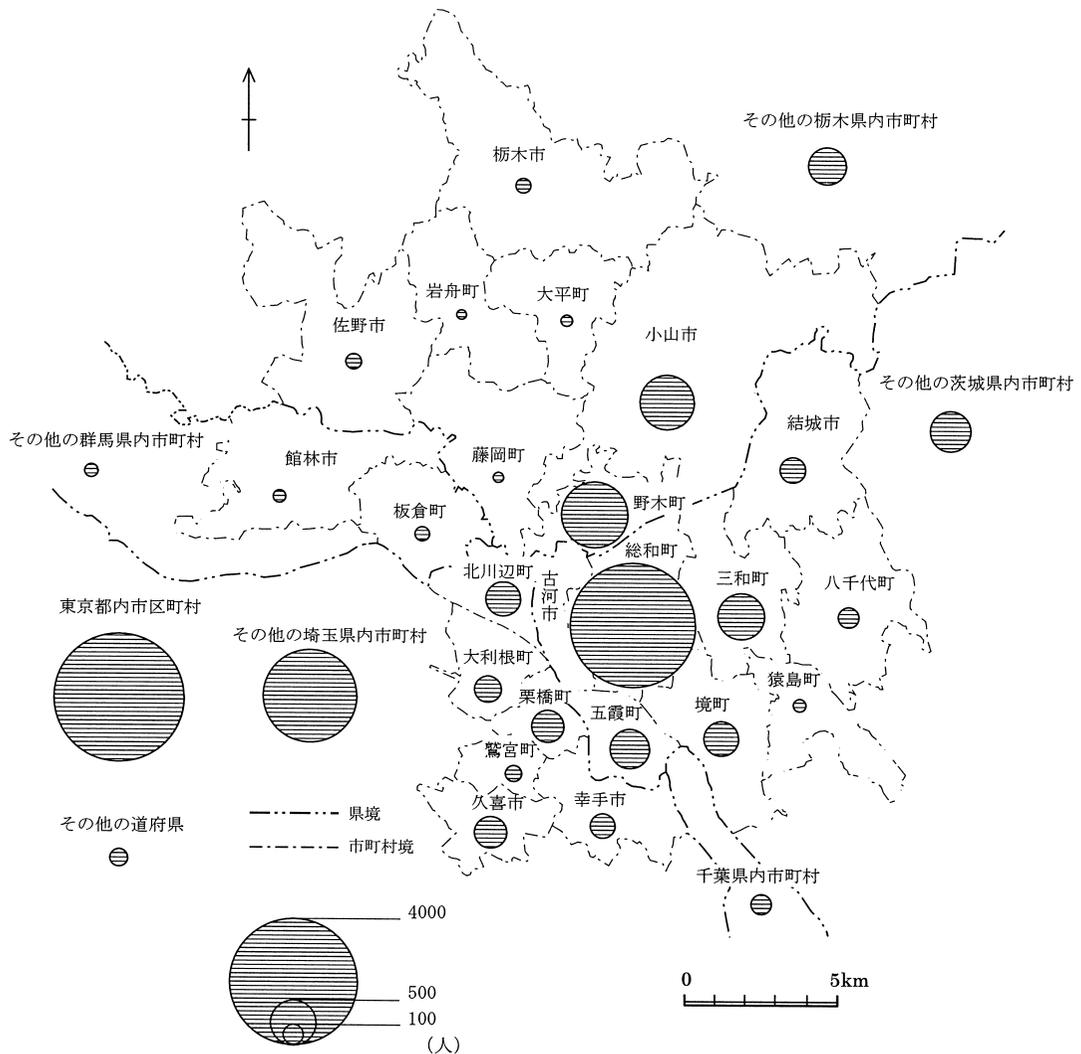 その他の栃木県内市町村
栃木市
岩舟町
大平町
佐野市
小山市
その他の茨城県内市町村
結城市
その他の群馬県内市町村
館林市
藤岡町
板倉町
野木町
総和町
北川辺町
古河市
三和町
八千代町
東京都内市区町村
その他の埼玉県内市町村
大利根町
猿島町
栗橋町
五霞町
境町
鷲宮町
久喜市
幸手市
県境
その他の道府県
市町村境
千葉県内市町村
4000
500
100
(人)
0 5km